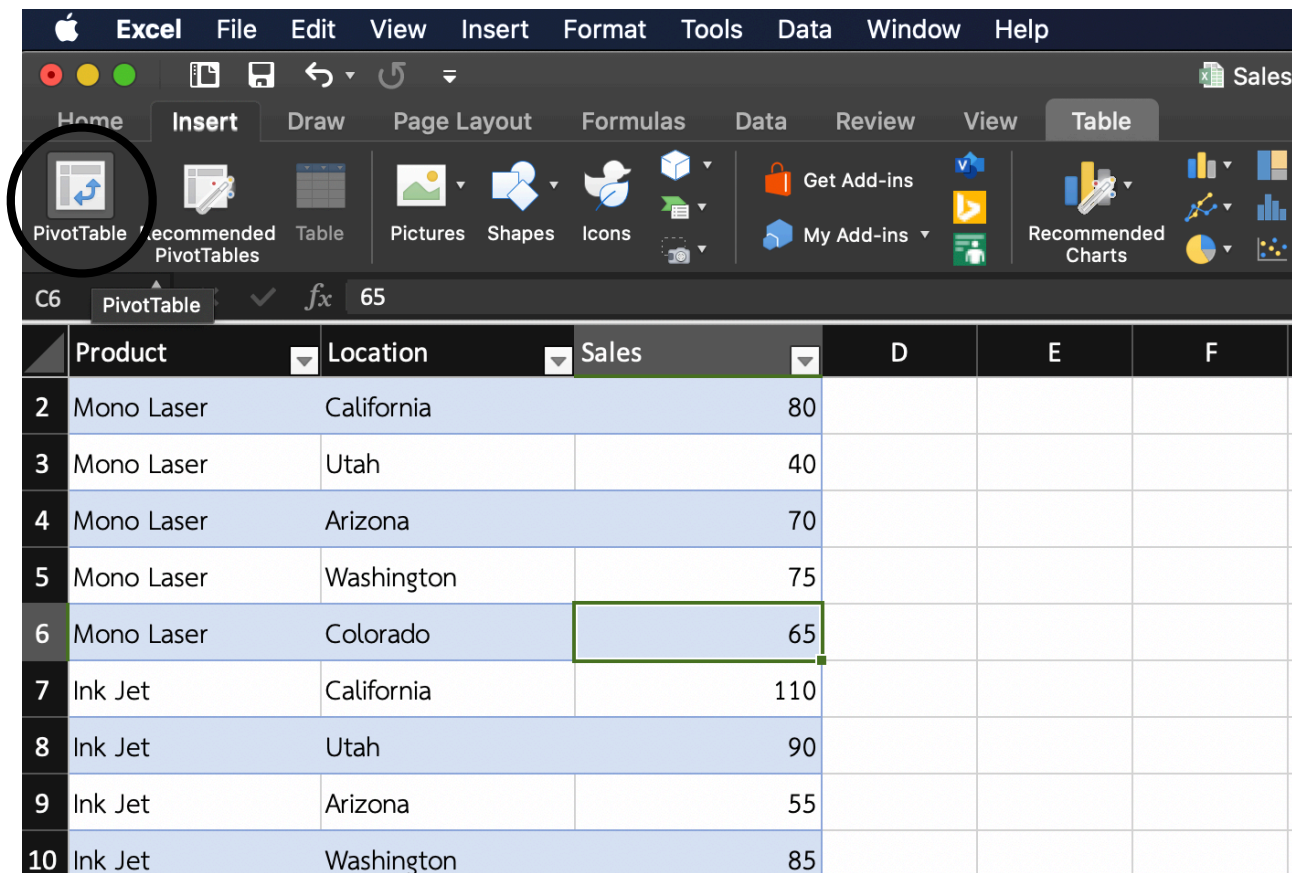 Excel File Edit View Insert Format Tools Data Window Help
Sales
Home Insert Draw Page Layout Formulas Data Review View Table
Get Add-ins
PivotTable Recommended PivotTables Table Pictures Shapes Icons My Add-ins Recommended Charts
C6 fx 65
PivotTable
Product Location Sales D E F
2 Mono Laser California 80
3 Mono Laser Utah 40
4 Mono Laser Arizona 70
5 Mono Laser Washington 75
6 Mono Laser Colorado 65
7 Ink Jet California 110
8 Ink Jet Utah 90
9 Ink Jet Arizona 55
10 Ink Jet Washington 85